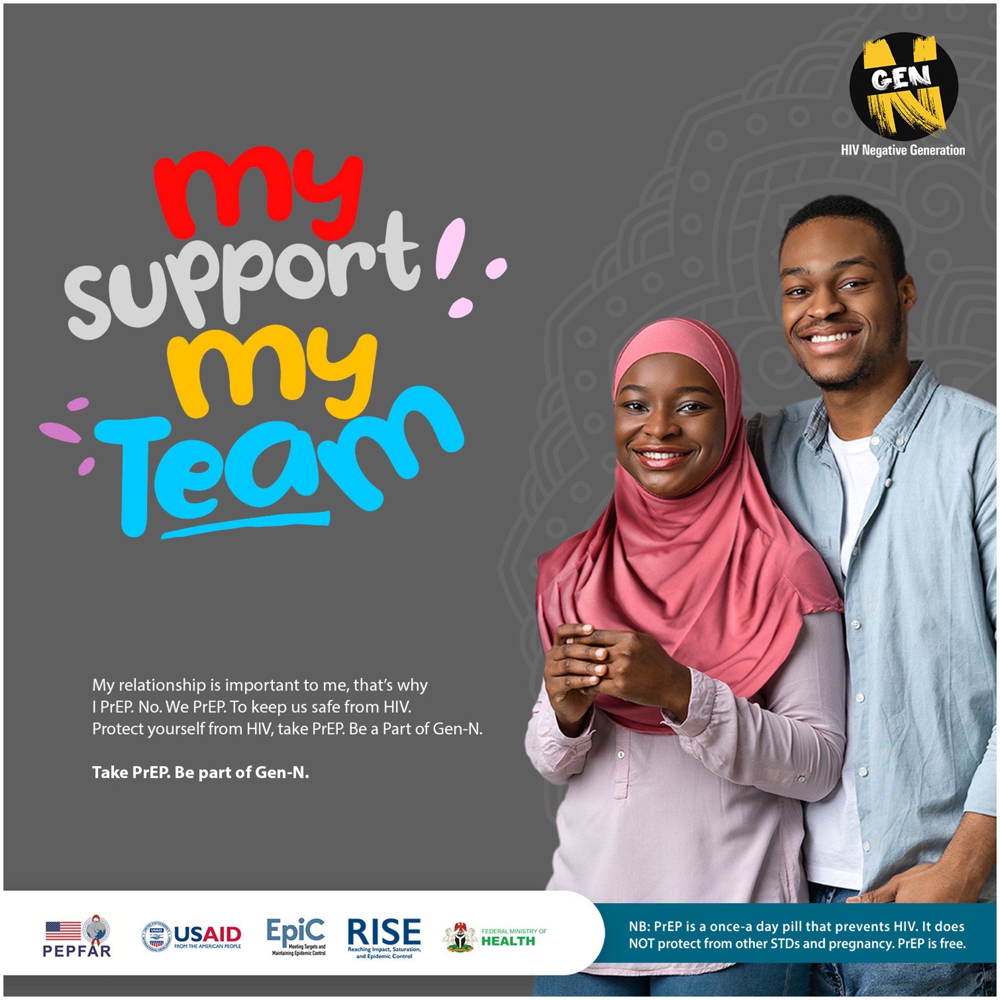 N
GEN
HIV Negative Generation
my
support
my
Team
My relationship is important to me, that's why
I PrEP. No. We PrEP. To keep us safe from HIV.
Protect yourself from HIV, take PrEP. Be a Part of Gen-N.
Take PrEP. Be part of Gen-N.
PEPFAR
USAID
USAID
FROM THE AMERICAN PEOPLE
EpiC
Meeting Targets and
Maintaining Epidemic Control
RISE
Reaching Impact, Saturation,
and Epidemic Control
FEDERAL MINISTRY OF
HEALTH
NB: PrEP is a once-a day pill that prevents HIV. It does
NOT protect from other STDs and pregnancy. PrEP is free.